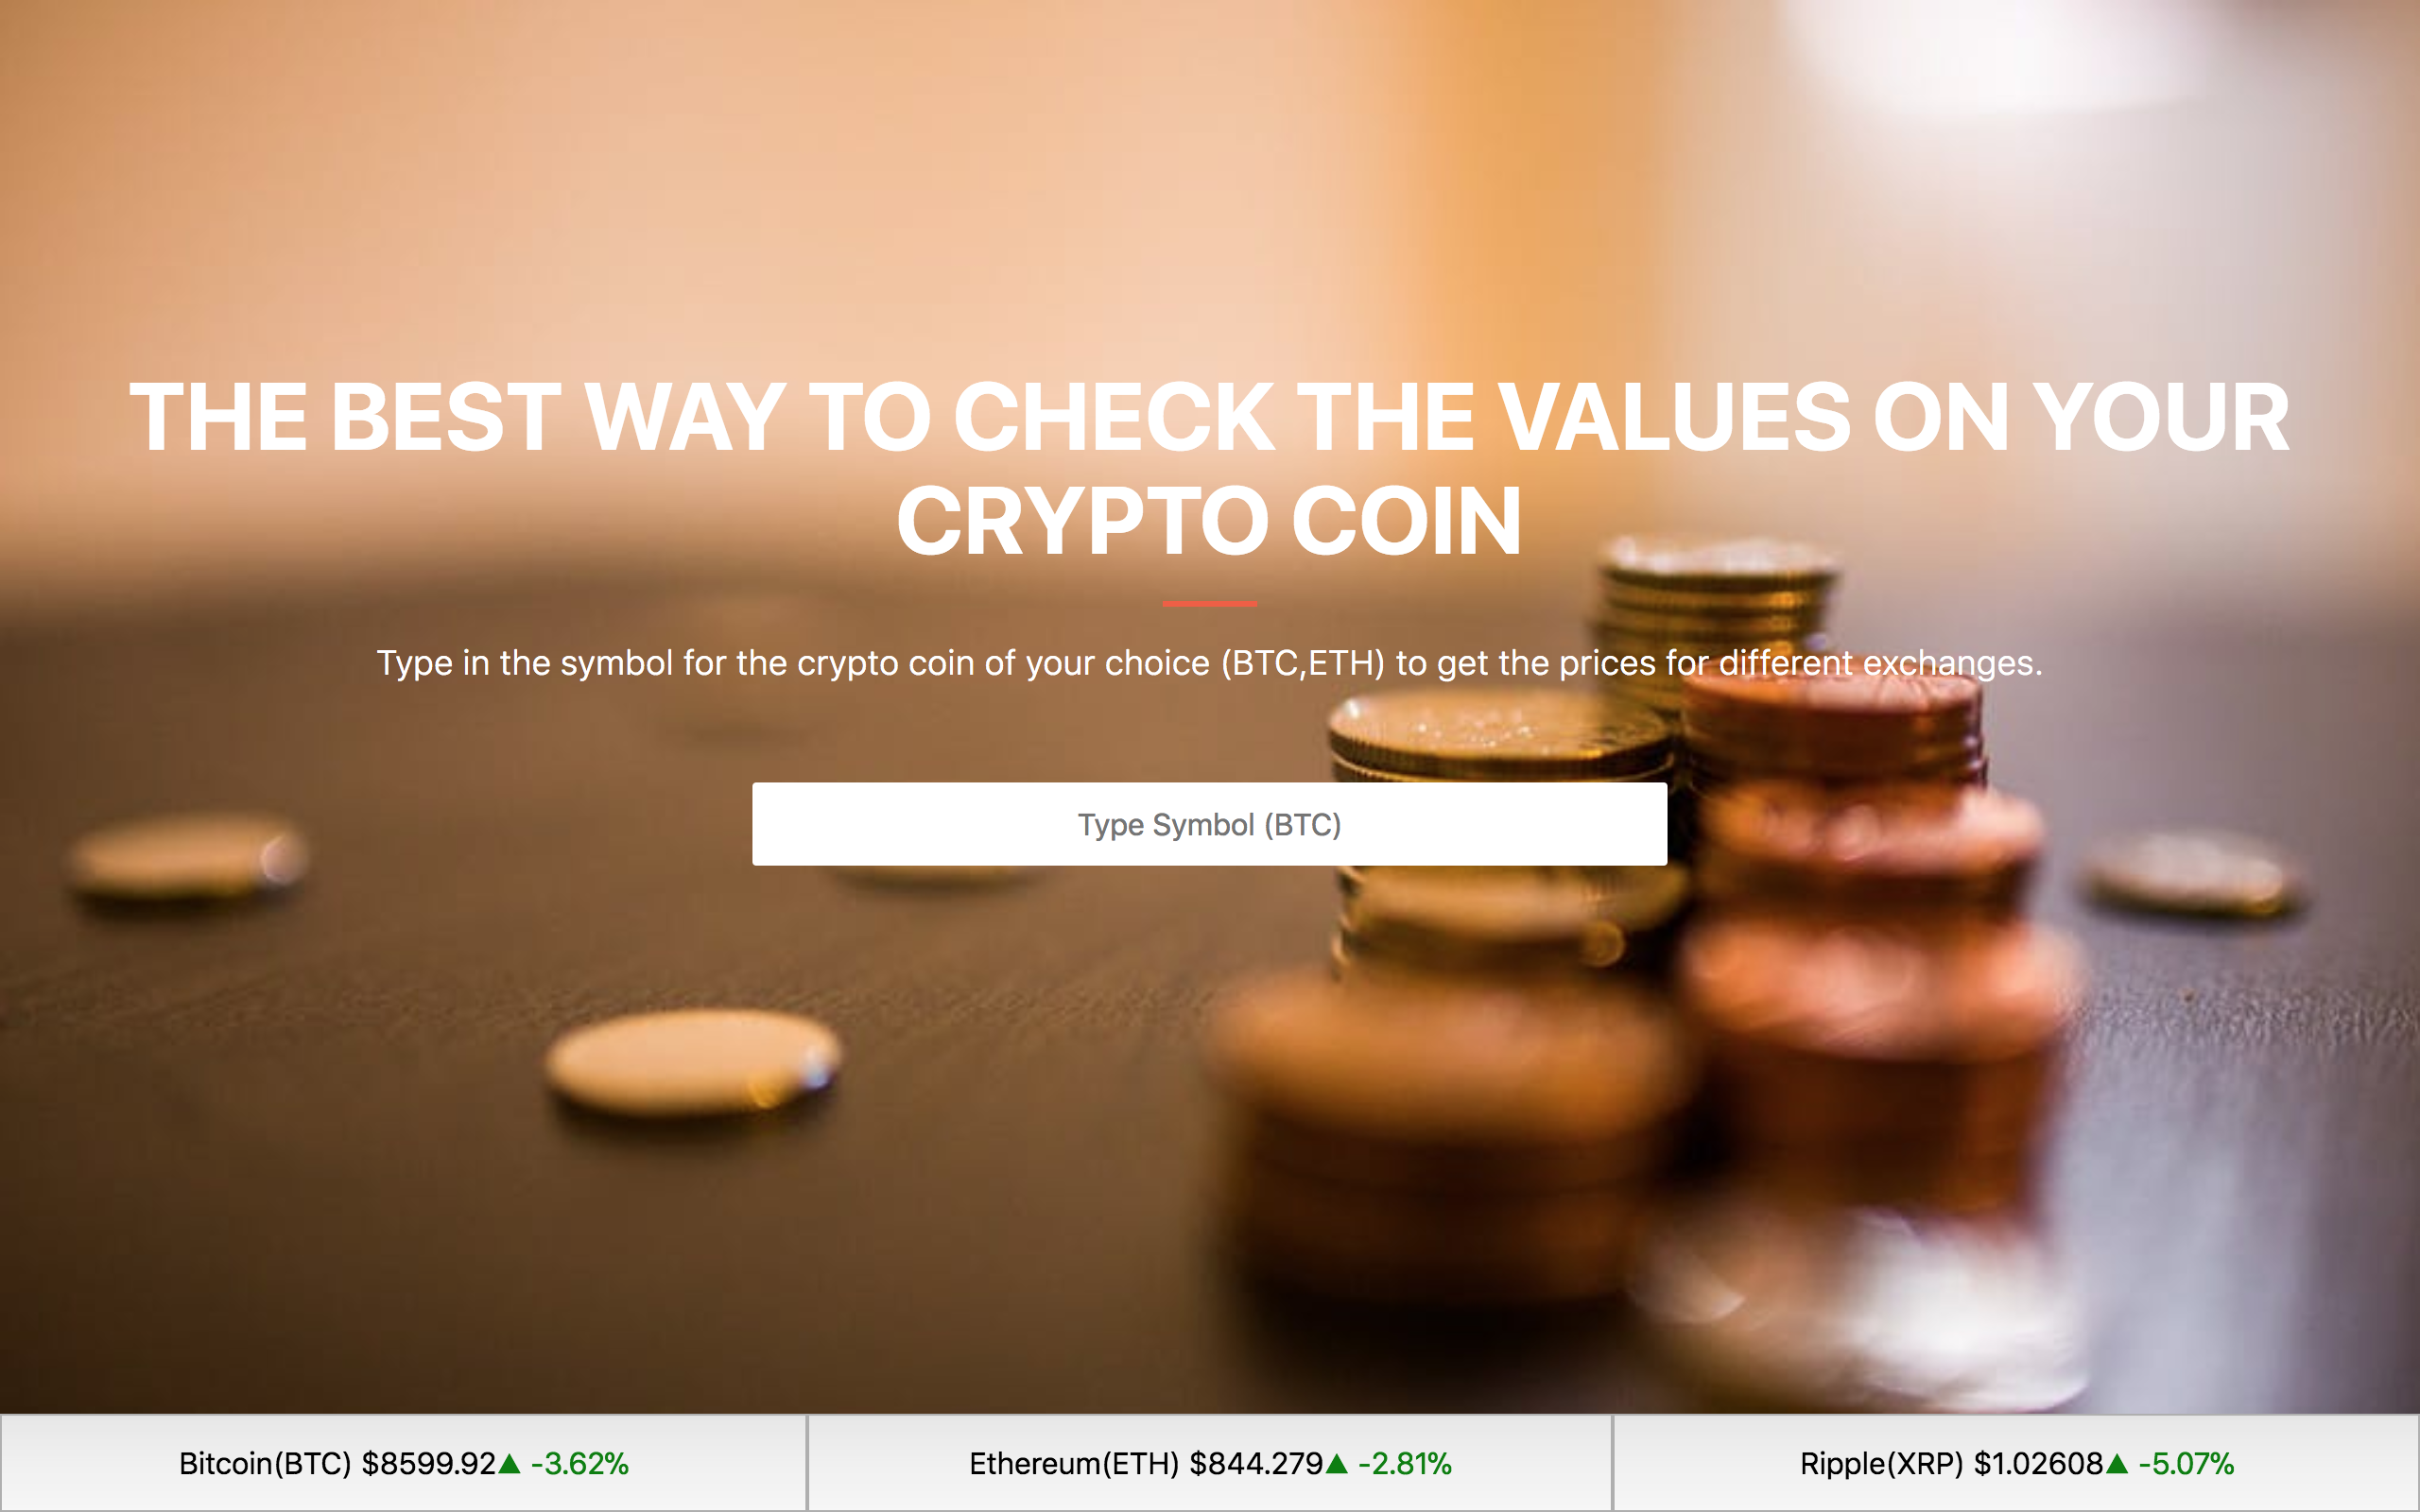 THE BEST WAY TO CHECK THE VALUES ON YOUR
CRYPTO COIN
Type in the symbol for the crypto coin of your choice (BTC,ETH) to get the prices for different exchanges.
Type Symbol (BTC)
Bitcoin(BTC) $8599.92▲ -3.62%
Ethereum(ETH) $844.279▲ -2.81%
Ripple(XRP) $1.02608▲ -5.07%